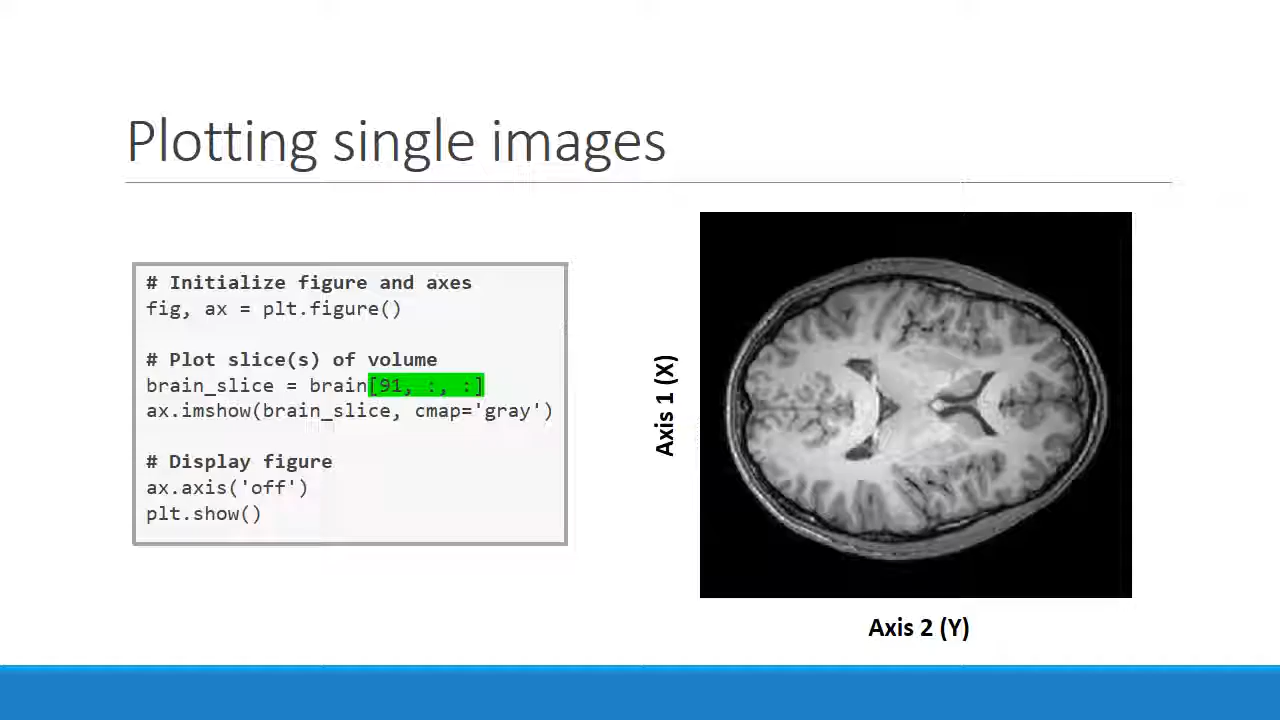 Plotting single images
# Initialize figure and axes
fig, ax = plt.figure()
# Plot slice(s) of volume
brain_slice = brain[91, :, :]
ax.imshow(brain_slice, cmap='gray')
# Display figure
ax.axis('off')
plt.show()
Axis 1 (X)
Axis 2 (Y)